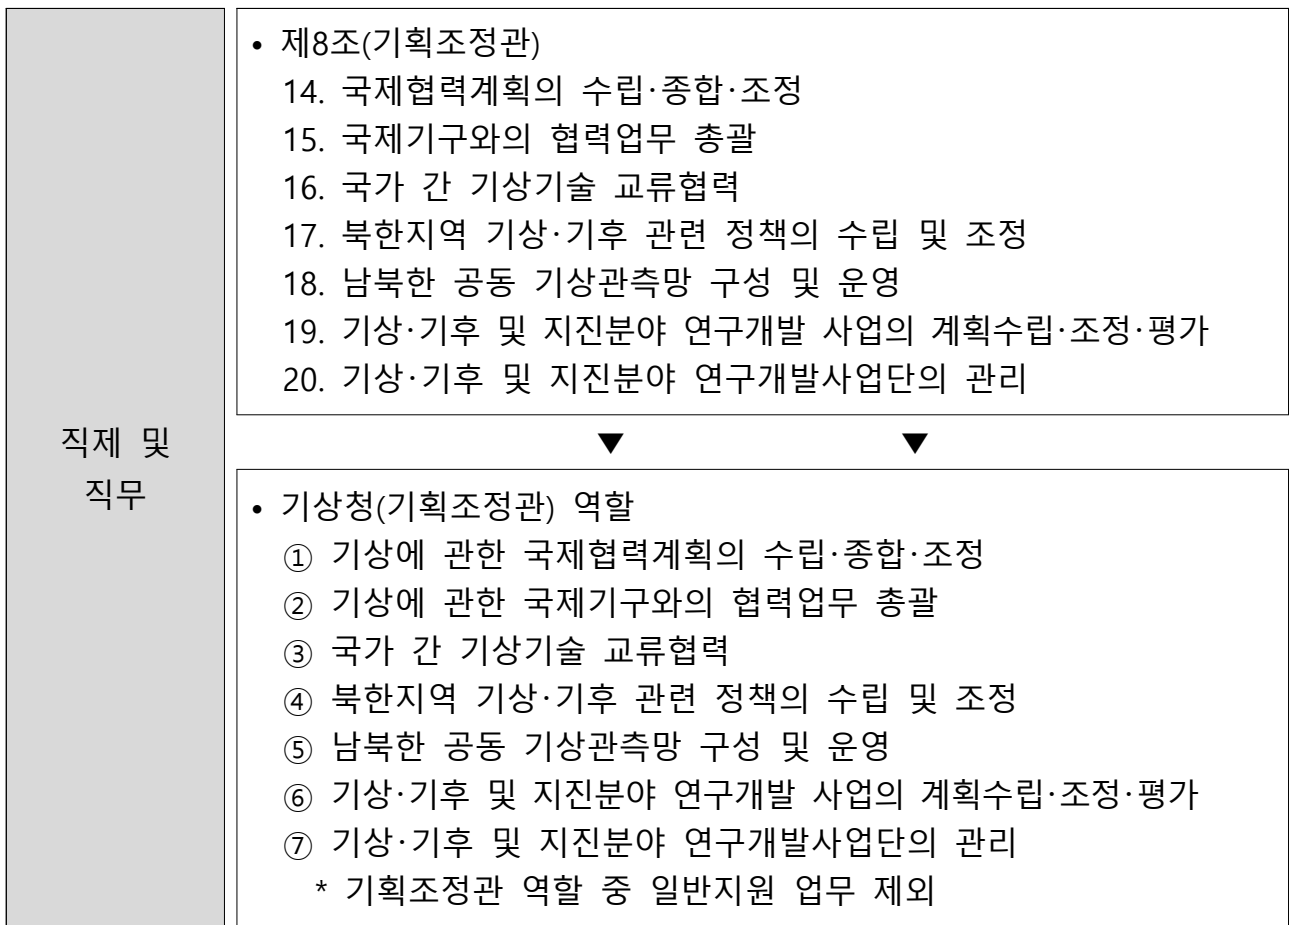 직제 및
직무
• 제8조(기획조정관)
14. 국제협력계획의 수립·종합·조정
15. 국제기구와의 협력업무 총괄
16. 국가 간 기상기술 교류협력
17. 북한지역 기상·기후 관련 정책의 수립 및 조정
18. 남북한 공동 기상관측망 구성 및 운영
19. 기상·기후 및 지진분야 연구개발 사업의 계획수립·조정·평가
20. 기상·기후 및 지진분야 연구개발사업단의 관리
▼ ▼
• 기상청(기획조정관) 역할
① 기상에 관한 국제협력계획의 수립·종합·조정
② 기상에 관한 국제기구와의 협력업무 총괄
③ 국가 간 기상기술 교류협력
④ 북한지역 기상·기후 관련 정책의 수립 및 조정
⑤ 남북한 공동 기상관측망 구성 및 운영
⑥ 기상·기후 및 지진분야 연구개발 사업의 계획수립·조정·평가
⑦ 기상·기후 및 지진분야 연구개발사업단의 관리
* 기획조정관 역할 중 일반지원 업무 제외